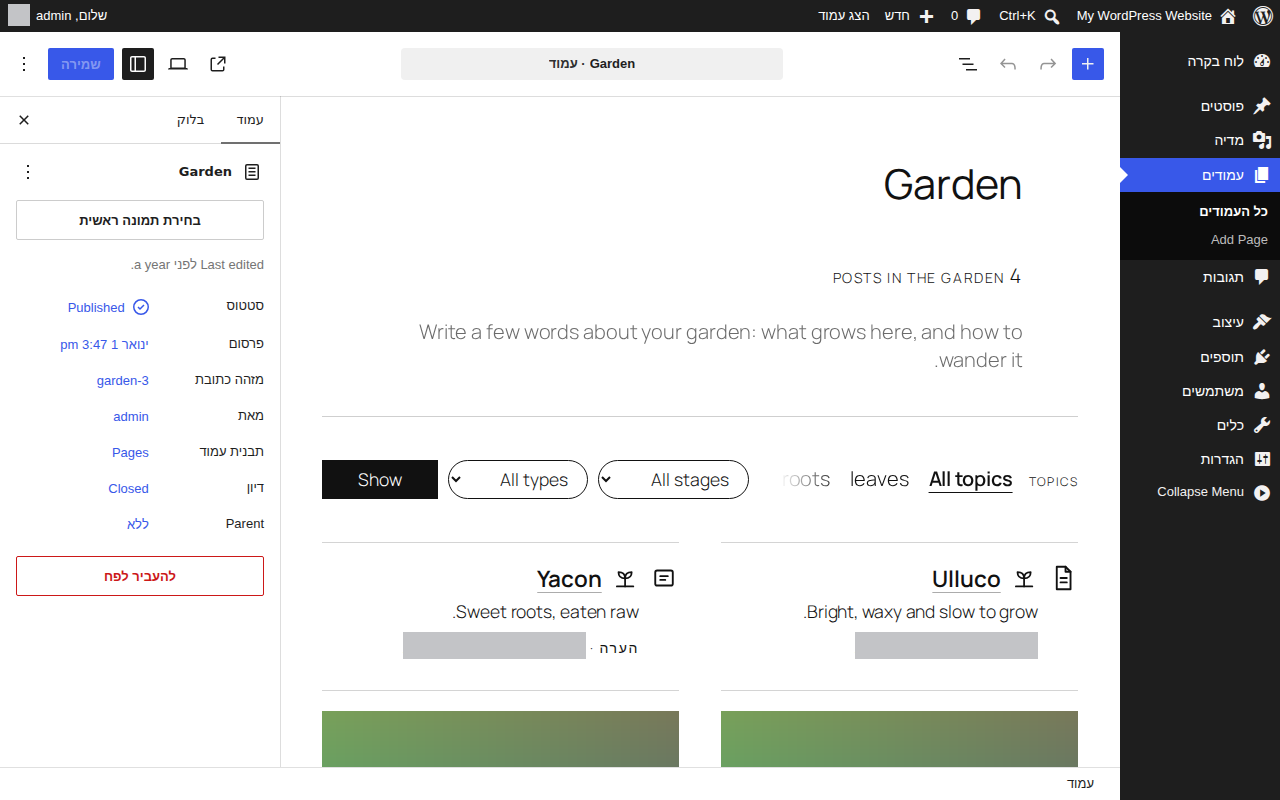 My WordPress Website
Ctrl+K
0
חדש
הצג עמוד
שלום, admin
לוח בקרה
פוסטים
מדיה
עמודים
כל העמודים
Add Page
תגובות
עיצוב
תוספים
משתמשים
כלים
הגדרות
Collapse Menu
Garden · עמוד
שמירה
Garden
4 POSTS IN THE GARDEN
Write a few words about your garden: what grows here, and how to
wander it.
TOPICS
All topics
leaves
roots
All stages
All types
Show
Ulluco
Bright, waxy and slow to grow.
Yacon
Sweet roots, eaten raw.
הערה ·
עמוד
בלוק
Garden
בחירת תמונה ראשית
Last edited לפני a year.
סטטוס
Published
פרסום
ינואר 1 3:47 pm
מזהה כתובת
garden-3
מאת
admin
תבנית עמוד
Pages
דיון
Closed
Parent
ללא
להעביר לפח
עמוד